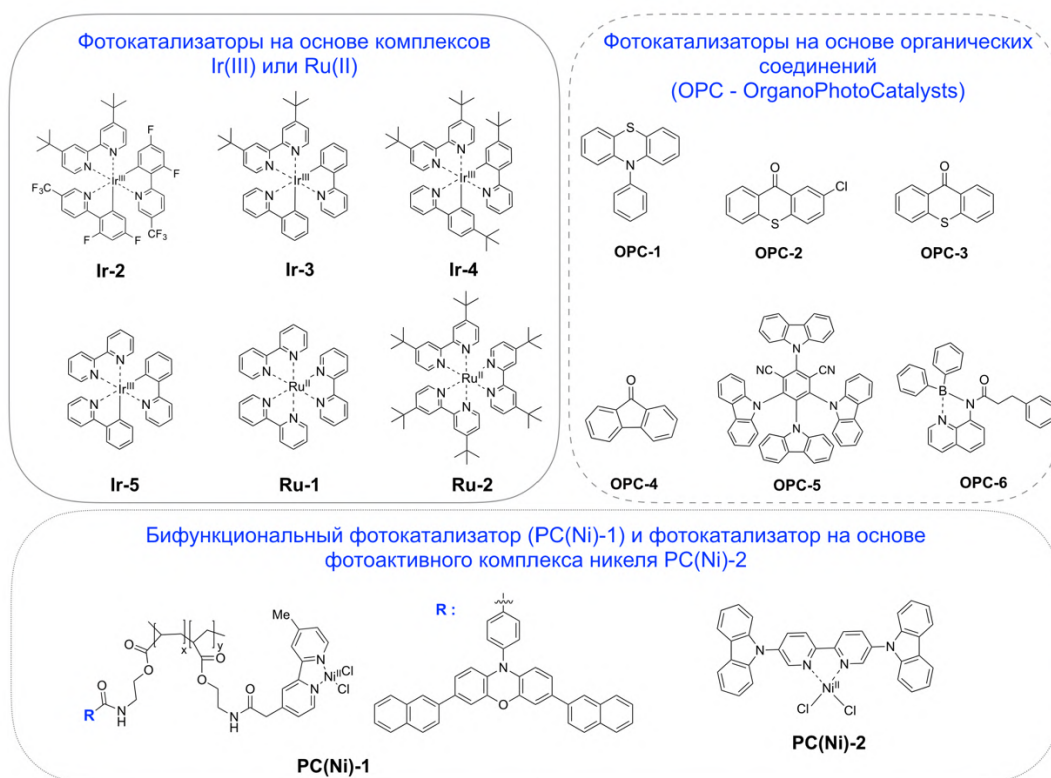 Фотокатализаторы на основе комплексов
Ir(III) или Ru(II)
Ir-2
Ir-3
Ir-4
Ir-5
Ru-1
Ru-2
Фотокатализаторы на основе органических
соединений
(OPC - OrganoPhotoCatalysts)
OPC-1
OPC-2
OPC-3
OPC-4
OPC-5
OPC-6
Бифункциональный фотокатализатор (PC(Ni)-1) и фотокатализатор на основе
фотоактивного комплекса никеля PC(Ni)-2
R :
PC(Ni)-1
PC(Ni)-2